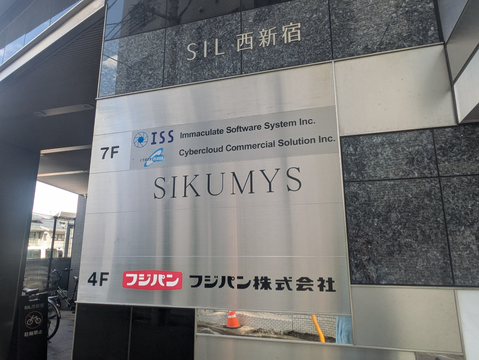 SIL 西新宿
7F ISS Immaculate Software System Inc.
Cybercloud Commercial Solution Inc.
SIKUMYS
4F フジパン フジパン株式会社